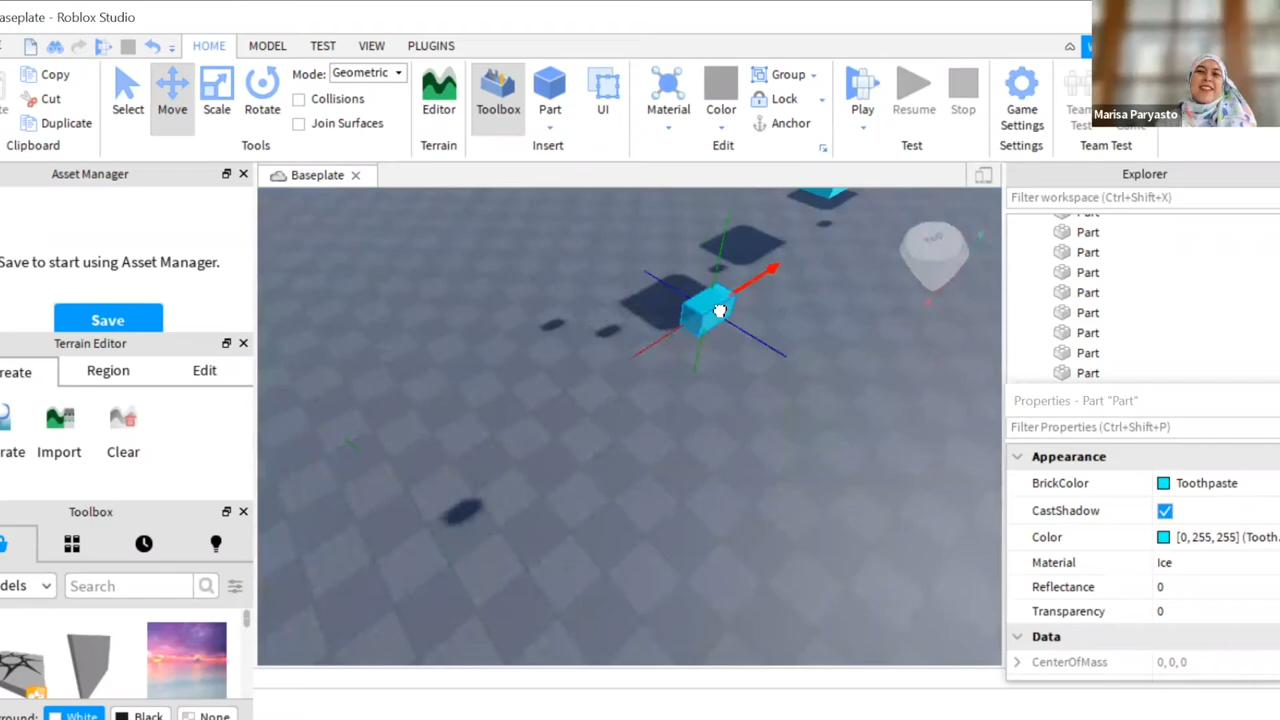 aseplate - Roblox Studio
HOME MODEL TEST VIEW PLUGINS
Copy
Cut
Duplicate
Clipboard
Select Move Scale Rotate
Mode: Geometric
Collisions
Join Surfaces
Tools
Editor
Terrain
Toolbox Part UI
Insert
Material Color
Group
Lock
Anchor
Edit
Play Resume Stop
Test
Game
Settings
Settings
Team Test
Marisa Paryasto
Asset Manager
Save to start using Asset Manager.
Save
Terrain Editor
reate Region Edit
rate Import Clear
Toolbox
dels Search
round: White Black None
Baseplate
Explorer
Filter workspace (Ctrl+Shift+X)
Part
Part
Part
Part
Part
Part
Part
Part
Part
Properties - Part "Part"
Filter Properties (Ctrl+Shift+P)
Appearance
BrickColor Toothpaste
CastShadow
Color [0, 255, 255] (Tooth.
Material Ice
Reflectance 0
Transparency 0
Data
CenterOfMass 0, 0, 0